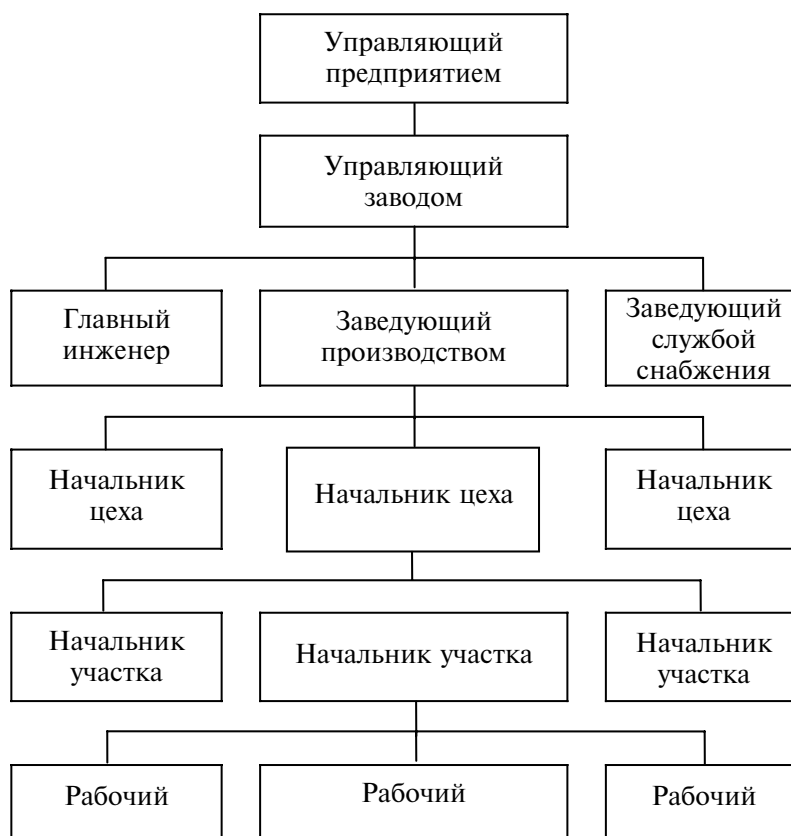 Управляющий
предприятием
Управляющий
заводом
Главный
инженер
Заведующий
производством
Заведующий
службой
снабжения
Начальник
цеха
Начальник цеха
Начальник
цеха
Начальник
участка
Начальник участка
Начальник
участка
Рабочий
Рабочий
Рабочий